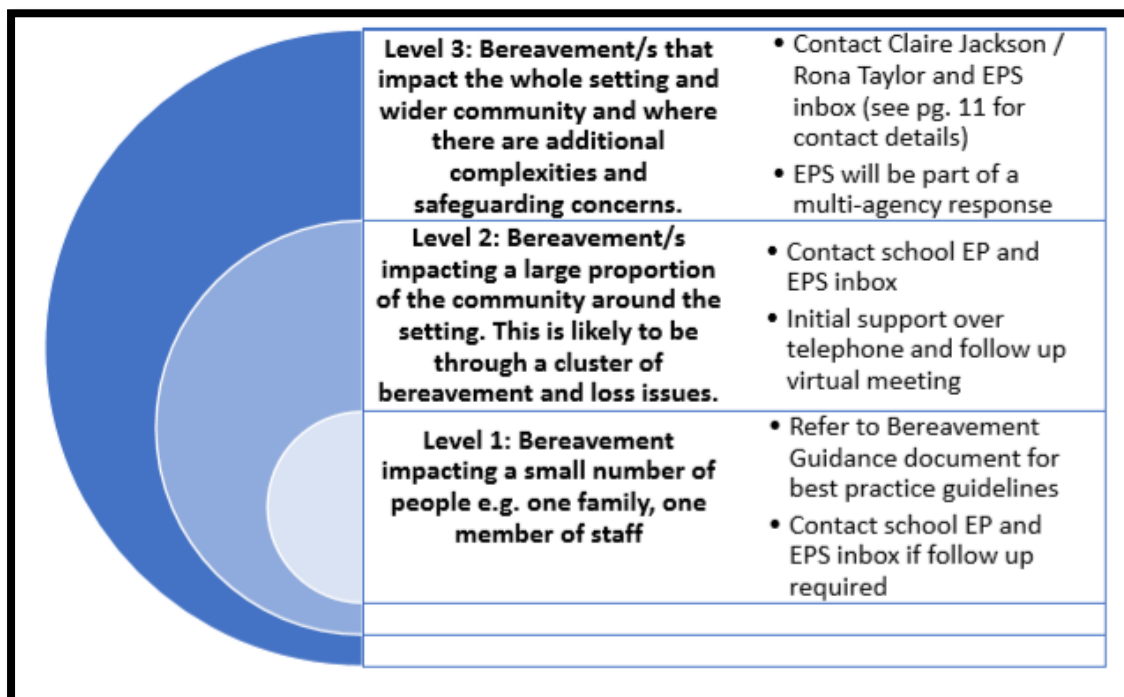 Level 3: Bereavement/s that
impact the whole setting and
wider community and where
there are additional
complexities and
safeguarding concerns.
• Contact Claire Jackson /
Rona Taylor and EPS
inbox (see pg. 11 for
contact details)
• EPS will be part of a
multi-agency response
Level 2: Bereavement/s
impacting a large proportion
of the community around the
setting. This is likely to be
through a cluster of
bereavement and loss issues.
• Contact school EP and
EPS inbox
• Initial support over
telephone and follow up
virtual meeting
Level 1: Bereavement
impacting a small number of
people e.g. one family, one
member of staff
• Refer to Bereavement
Guidance document for
best practice guidelines
• Contact school EP and
EPS inbox if follow up
required